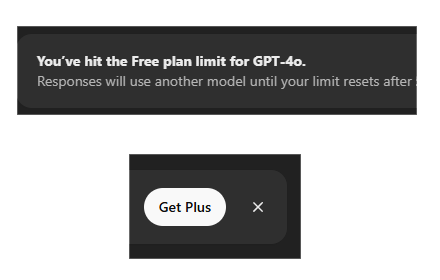 You've hit the Free plan limit for GPT-4o.
Responses will use another model until your limit resets after
Get Plus